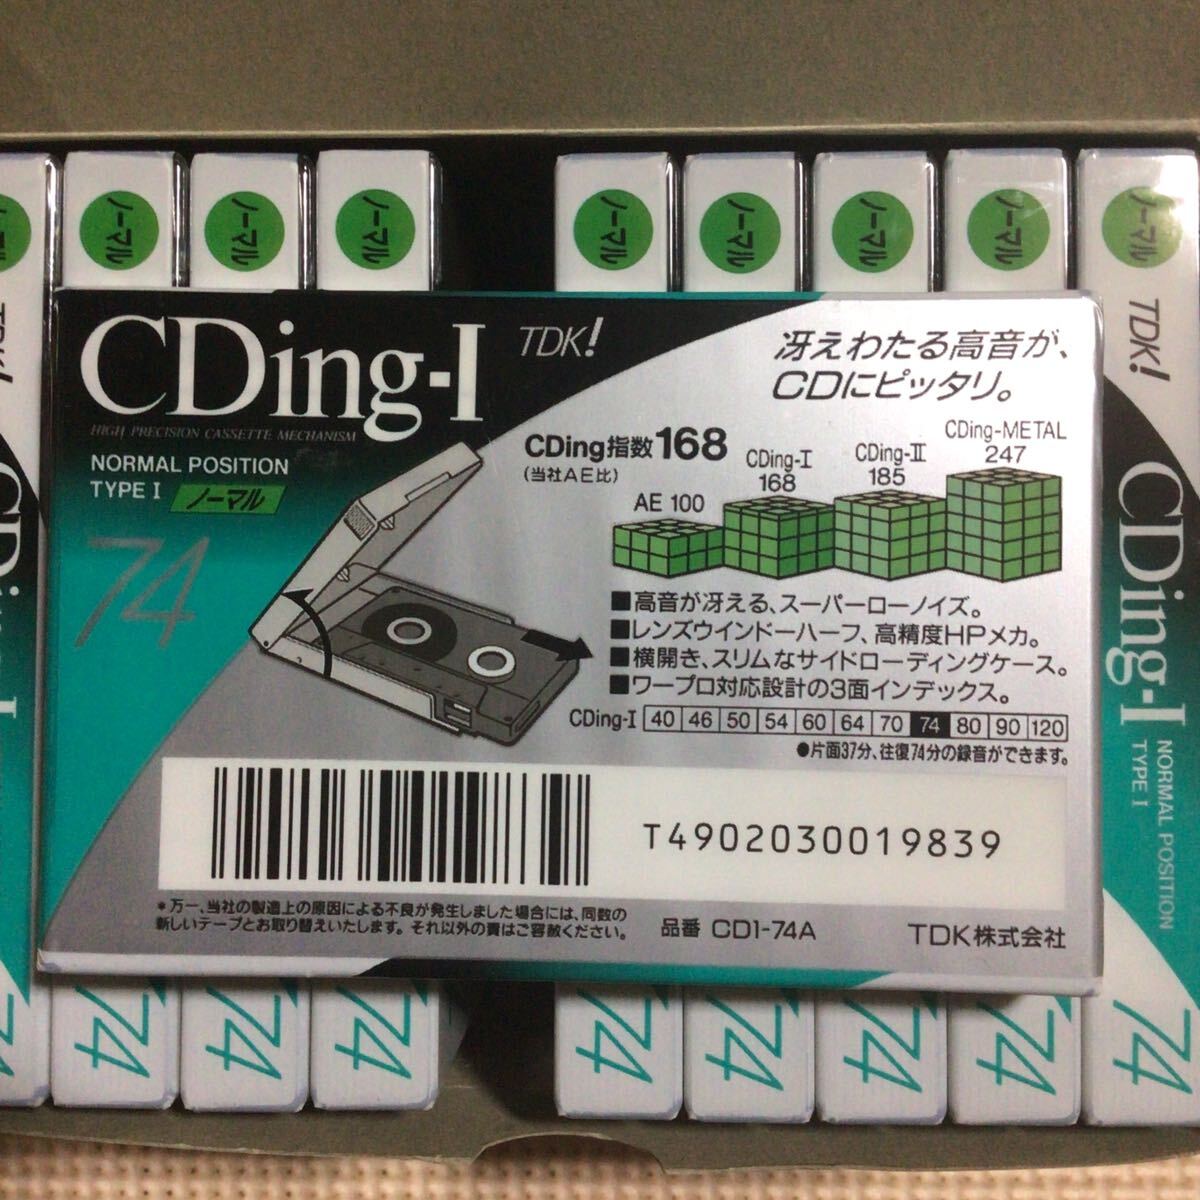 ノーマル
ノーマル
ノーマル
ノーマル
ノーマル
ノーマル
ノーマル
ノーマル
ノーマル
TDK!
CDing-I
TDK!
冴えわたる高音が、
CDにピッタリ。
HIGH PRECISION CASSETTE MECHANISM
NORMAL POSITION
TYPE I ノーマル
74
CDing指数168
(当社AE比)
AE 100
CDing-I
168
CDing-II
185
CDing-METAL
247
■高音が冴える、スーパーローノイズ。
■レンズウインドーハーフ、高精度HPメカ。
■横開き、スリムなサイドローディングケース。
■ワープロ対応設計の3面インデックス。
CDing-I 40 46 50 54 60 64 70 74 80 90 120
●片面37分、往復74分の録音ができます。
T4902030019839
*万一、当社の製造上の原因による不良が発生しました場合には、同数の
新しいテープとお取り替えいたします。それ以外の責はご容赦ください。
品番 CD1-74A
TDK株式会社
TDK!
CDing-I
NORMAL POSITION
TYPE I
74
74
74
74
74
74
74
74
74